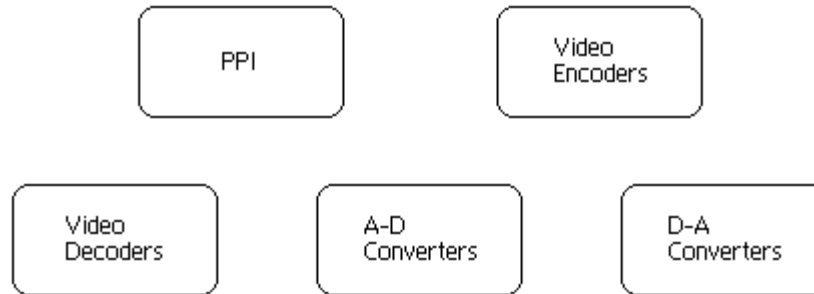 PPI
Video
Encoders
Video
Decoders
A-D
Converters
D-A
Converters